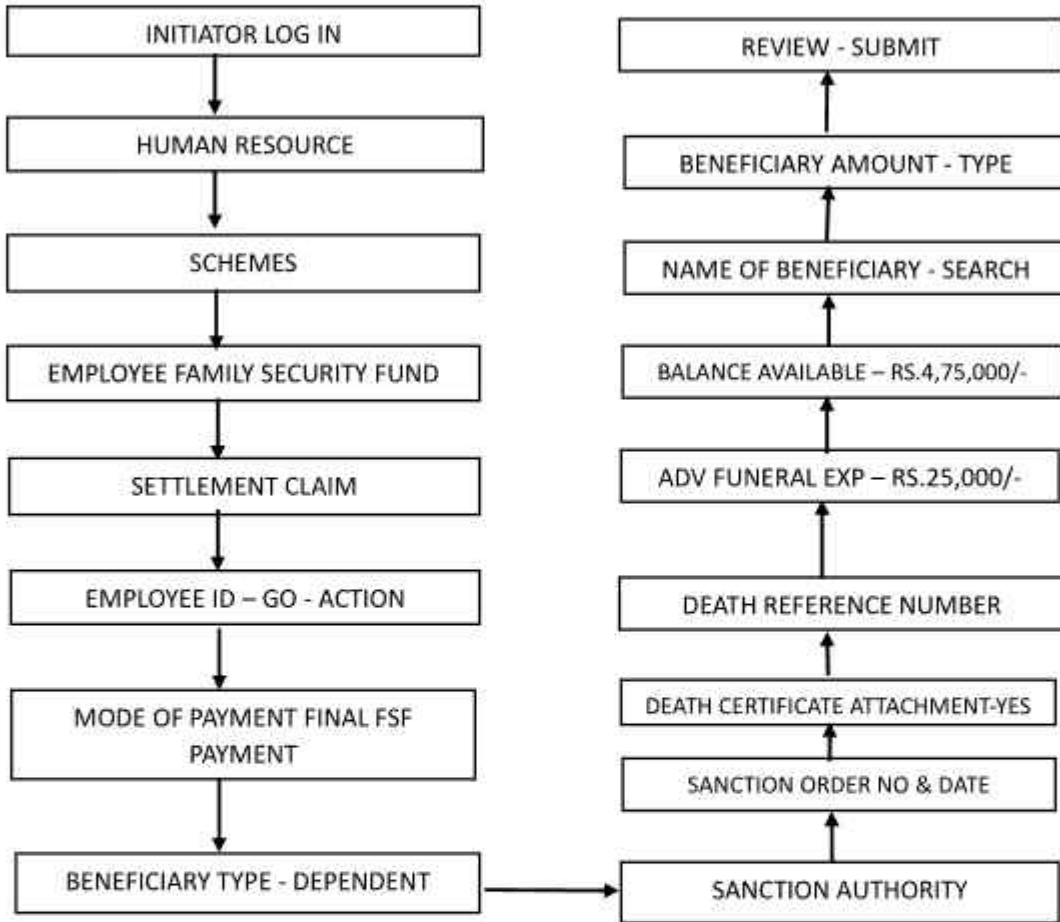 INITIATOR LOG IN
HUMAN RESOURCE
SCHEMES
EMPLOYEE FAMILY SECURITY FUND
SETTLEMENT CLAIM
EMPLOYEE ID – GO - ACTION
MODE OF PAYMENT FINAL FSF
PAYMENT
BENEFICIARY TYPE - DEPENDENT
SANCTION AUTHORITY
SANCTION ORDER NO & DATE
DEATH CERTIFICATE ATTACHMENT-YES
DEATH REFERENCE NUMBER
ADV FUNERAL EXP – RS.25,000/-
BALANCE AVAILABLE – RS.4,75,000/-
NAME OF BENEFICIARY - SEARCH
BENEFICIARY AMOUNT - TYPE
REVIEW - SUBMIT